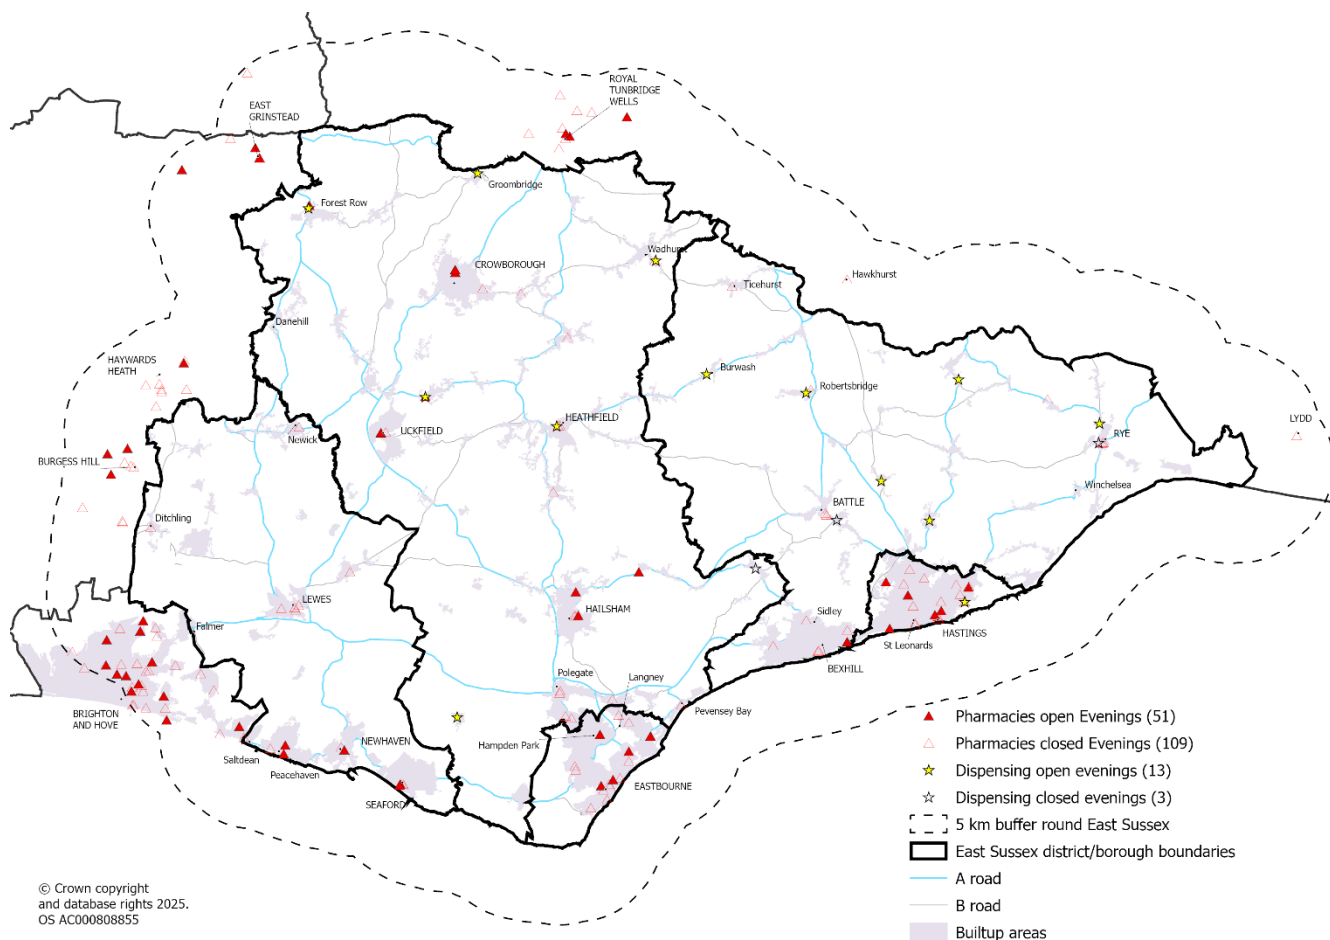 ROYAL
TUNBRIDGE
WELLS
EAST
GRINSTEAD
Groombridge
Forest Row
Wadhurst
CROWBOROUGH
Hawkhurst
Ticehurst
Danehill
HAYWARDS
HEATH
Burwash
Robertsbridge
HEATHFIELD
UCKFIELD
Newick
RYE
LYDD
BURGESS HILL
Winchelsea
BATTLE
Ditchling
LEWES
HAILSHAM
Sidley
HASTINGS
St Leonards
Falmer
BEXHILL
Polegate
Langney
Pevensey Bay
BRIGHTON
AND HOVE
Hampden Park
NEWHAVEN
Saltdean
Peacehaven
EASTBOURNE
SEAFORD
Pharmacies open Evenings (51)
Pharmacies closed Evenings (109)
Dispensing open evenings (13)
Dispensing closed evenings (3)
5 km buffer round East Sussex
East Sussex district/borough boundaries
A road
B road
Builtup areas
© Crown copyright
and database rights 2025.
OS AC000808855